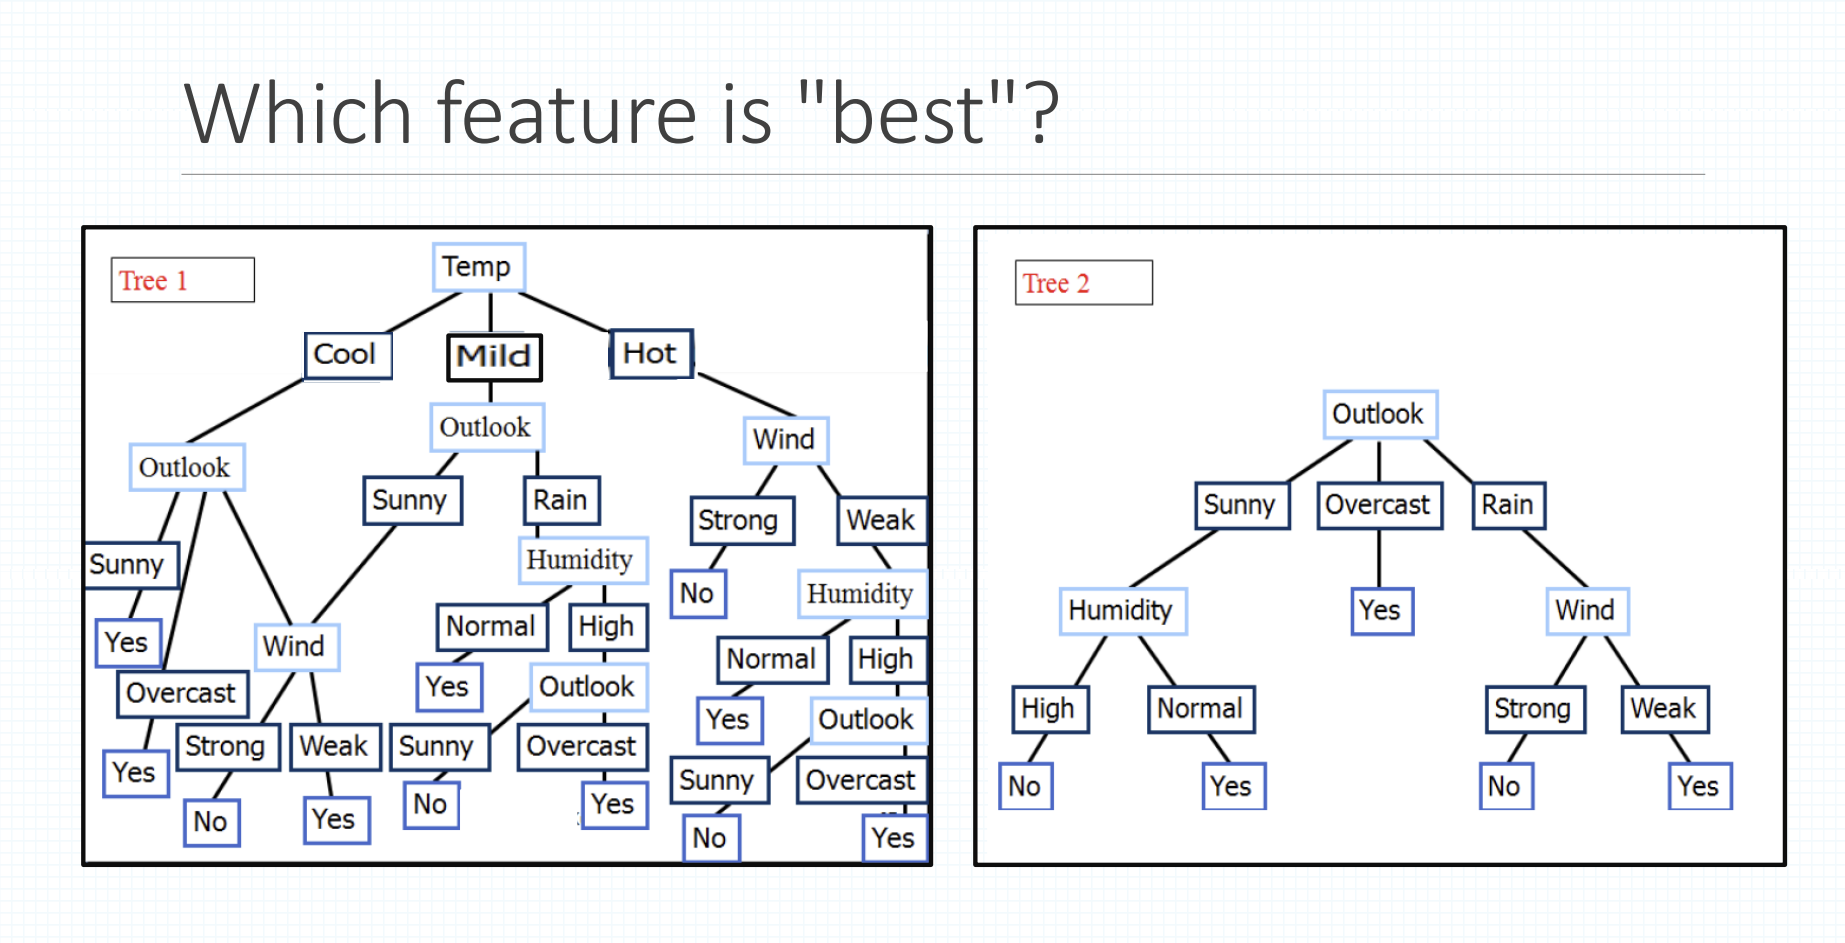 Which feature is "best"?
Tree 1
Temp
Cool
Mild
Hot
Outlook
Wind
Outlook
Sunny
Rain
Strong
Weak
Sunny
Humidity
No
Humidity
Yes
Wind
Normal
High
Normal
High
Overcast
Yes
Outlook
Yes
Outlook
Yes
Strong
Weak
Sunny
Overcast
Sunny
Overcast
No
Yes
No
Yes
No
Yes
Tree 2
Outlook
Sunny
Overcast
Rain
Humidity
Yes
Wind
High
Normal
Strong
Weak
No
Yes
No
Yes